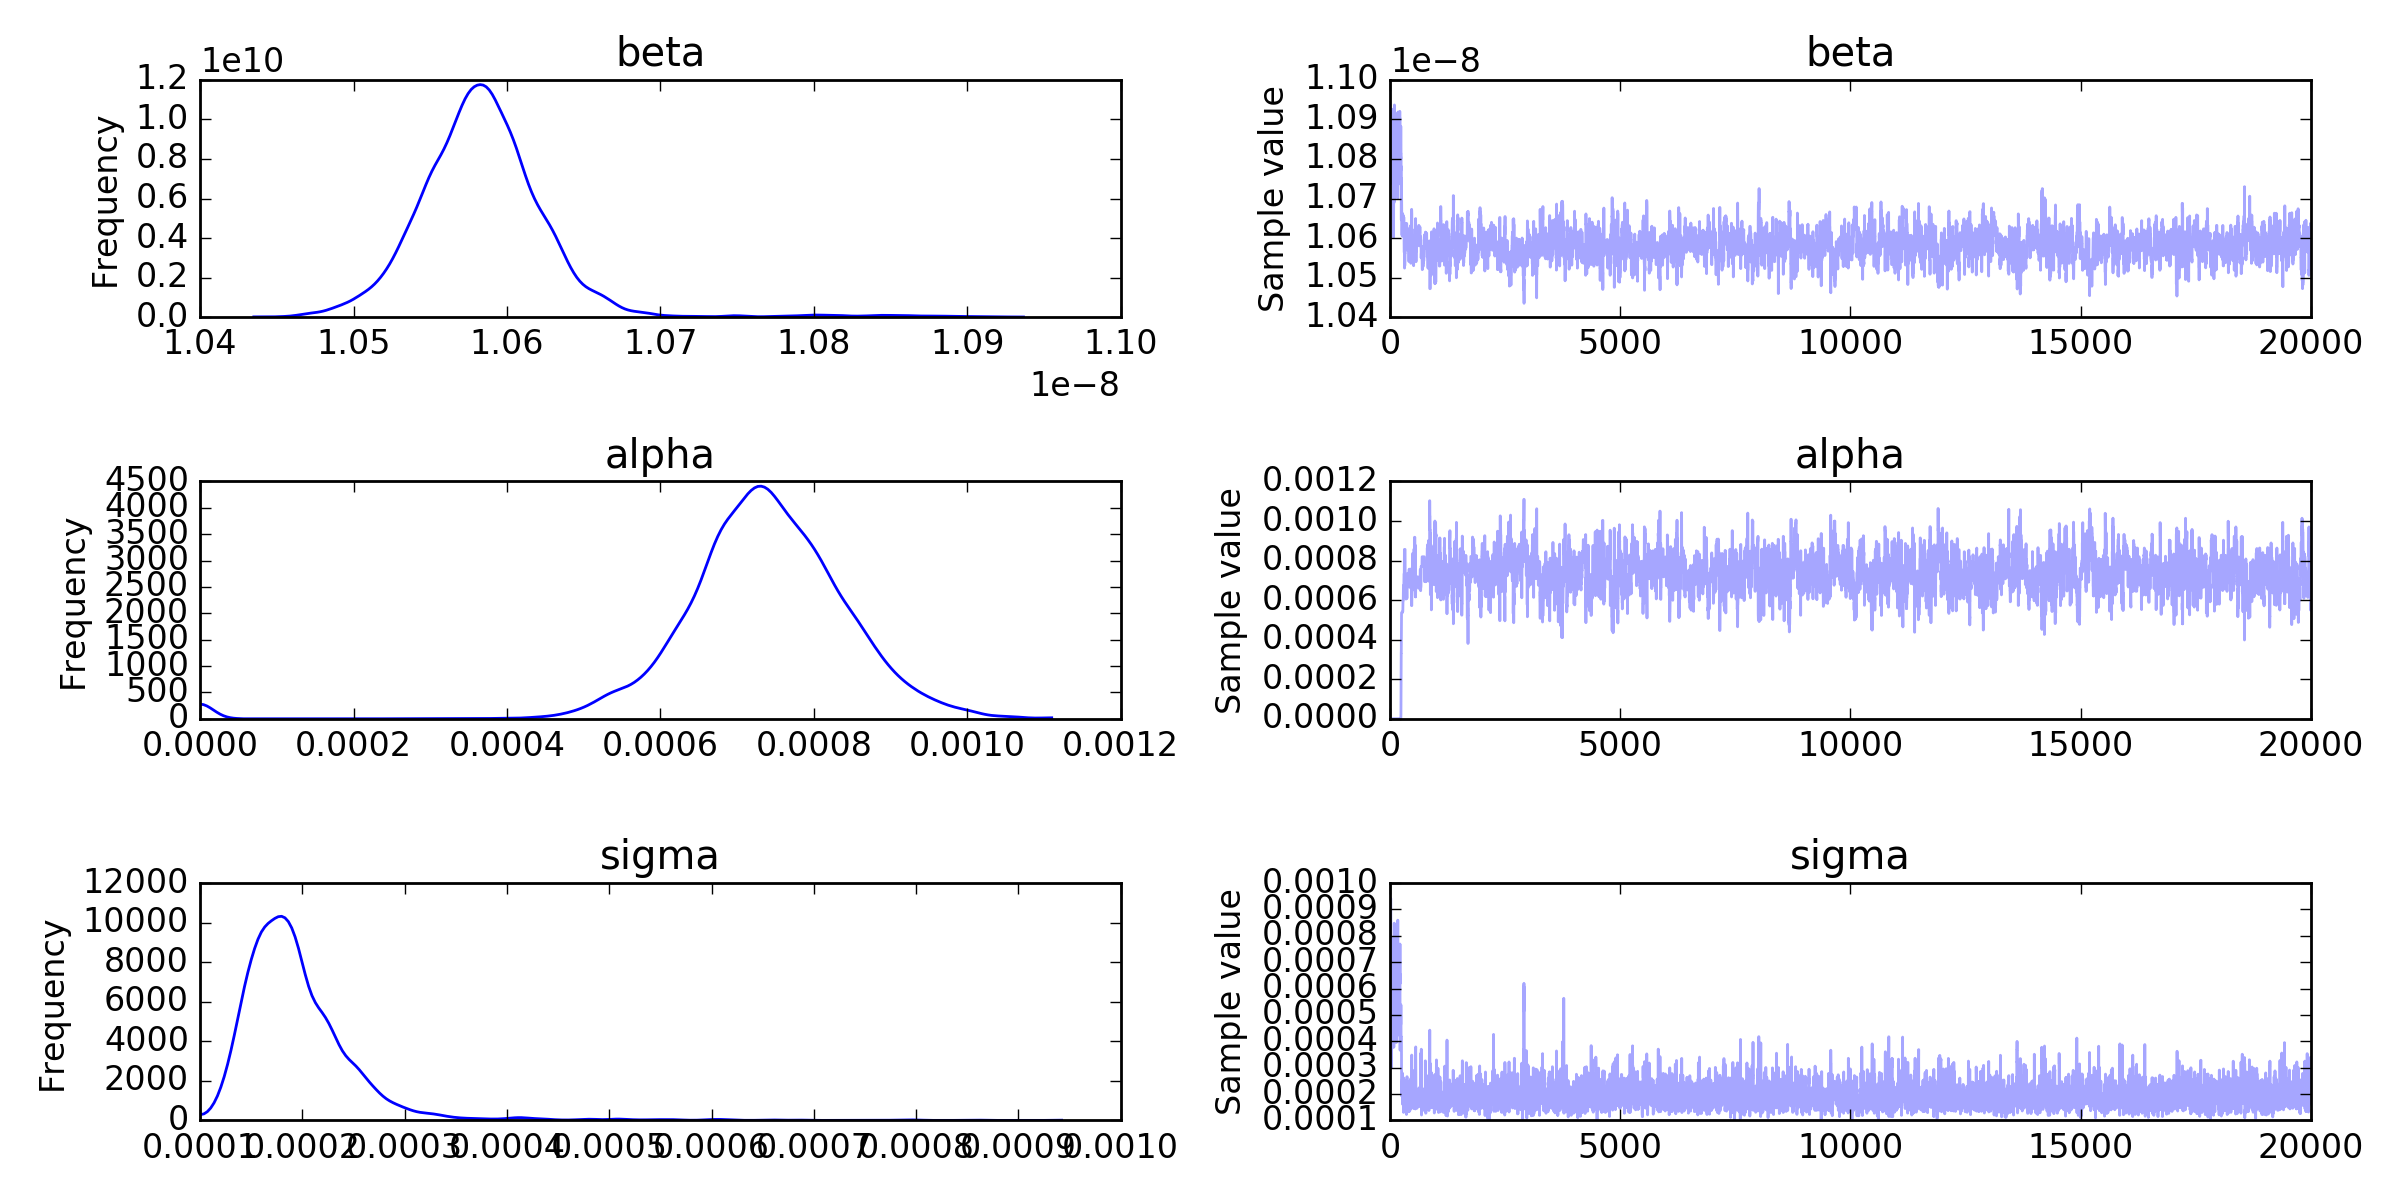 beta
1e10
1.2
1.0
0.8
0.6
0.4
0.2
0.0
Frequency
1.04 1.05 1.06 1.07 1.08 1.09 1.10
1e−8
beta
1e−8
1.10
1.09
1.08
1.07
1.06
1.05
1.04
Sample value
0 5000 10000 15000 20000
alpha
4500
4000
3500
3000
2500
2000
1500
1000
500
0
Frequency
0.0000 0.0002 0.0004 0.0006 0.0008 0.0010 0.0012
alpha
0.0012
0.0010
0.0008
0.0006
0.0004
0.0002
0.0000
Sample value
0 5000 10000 15000 20000
sigma
12000
10000
8000
6000
4000
2000
0
Frequency
0.0001 0.0002 0.0003 0.0004 0.0005 0.0006 0.0007 0.0008 0.0009 0.0010
sigma
0.0010
0.0009
0.0008
0.0007
0.0006
0.0005
0.0004
0.0003
0.0002
0.0001
Sample value
0 5000 10000 15000 20000